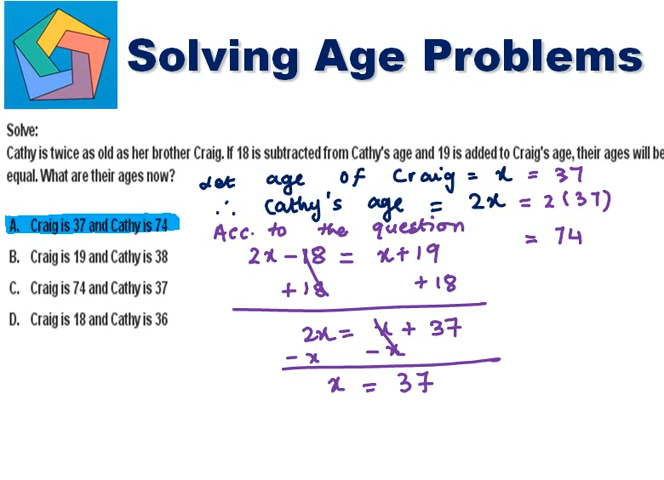 Solving Age Problems
Solve:
Cathy is twice as old as her brother Craig. If 18 is subtracted from Cathy's age and 19 is added to Craig's age, their ages will be
equal. What are their ages now?
Let age of Craig = x = 37
∴ Cathy's age = 2x = 2(37)
= 74
A. Craig is 37 and Cathy is 74
B. Craig is 19 and Cathy is 38
C. Craig is 74 and Cathy is 37
D. Craig is 18 and Cathy is 36
Acc. to the question
2x - 18 = x + 19
+ 18 + 18
2x = x + 37
- x - x
x = 37